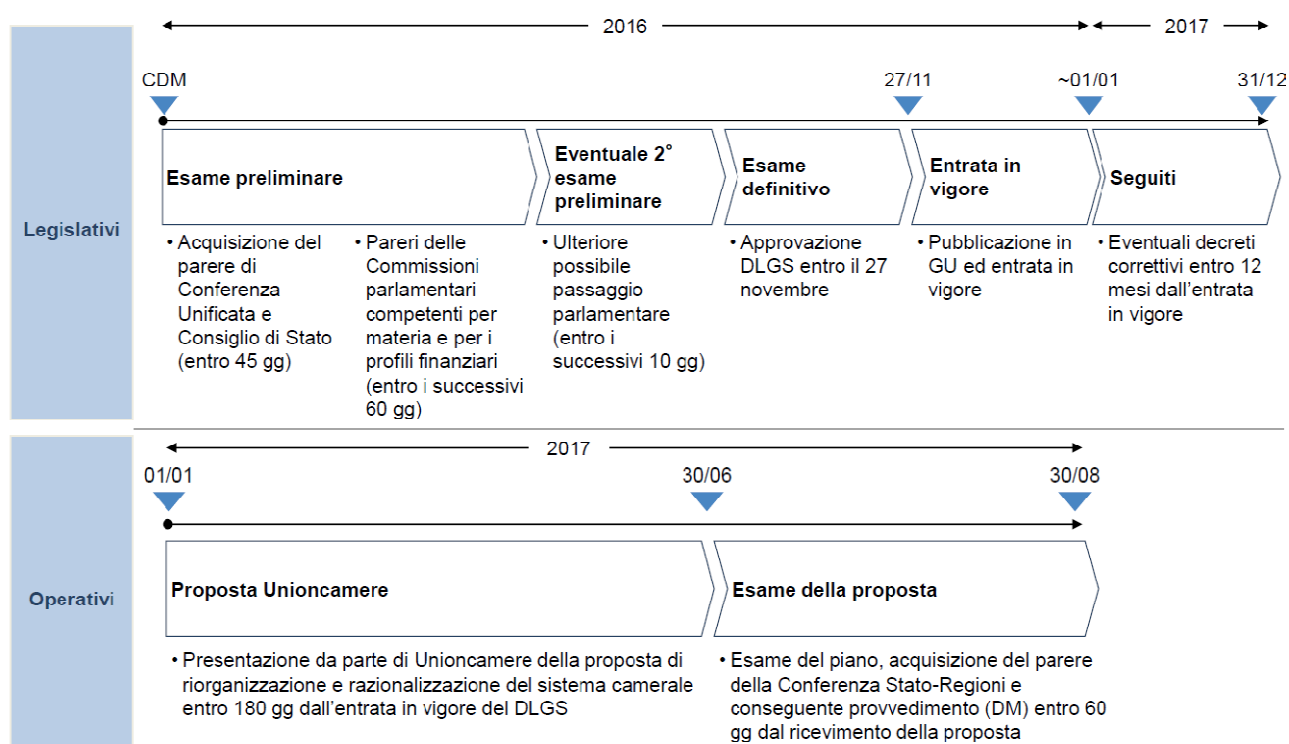 2016
2017
CDM
27/11
~01/01
31/12
Legislativi
Esame preliminare
Eventuale 2°
esame
preliminare
Esame
definitivo
Entrata in
vigore
Seguiti
• Acquisizione del
parere di
Conferenza
Unificata e
Consiglio di Stato
(entro 45 gg)
• Pareri delle
Commissioni
parlamentari
competenti per
materia e per i
profili finanziari
(entro i successivi
60 gg)
• Ulteriore
possibile
passaggio
parlamentare
(entro i
successivi 10 gg)
• Approvazione
DLGS entro il 27
novembre
• Pubblicazione in
GU ed entrata in
vigore
• Eventuali decreti
correttivi entro 12
mesi dall'entrata
in vigore
2017
01/01
30/06
30/08
Operativi
Proposta Unioncamere
Esame della proposta
• Presentazione da parte di Unioncamere della proposta di
riorganizzazione e razionalizzazione del sistema camerale
entro 180 gg dall'entrata in vigore del DLGS
• Esame del piano, acquisizione del parere
della Conferenza Stato-Regioni e
conseguente provvedimento (DM) entro 60
gg dal ricevimento della proposta